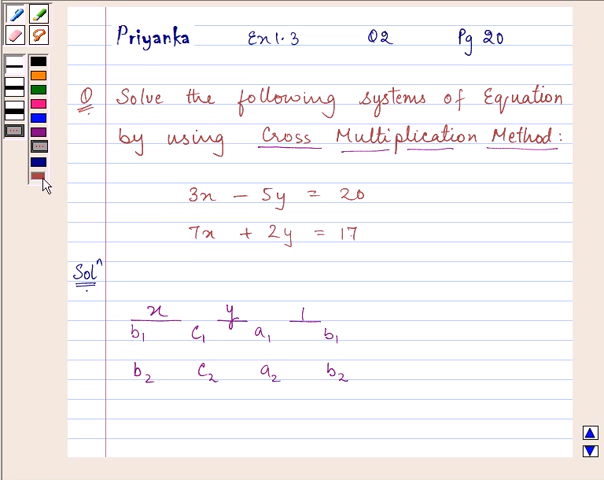 Priyanka Ex 1.3 Q2 Pg 20
Q Solve the following systems of Equation
by using Cross Multiplication Method:
3x - 5y = 20
7x + 2y = 17
Solⁿ
x y 1
b₁ c₁ a₁ b₁
b₂ c₂ a₂ b₂